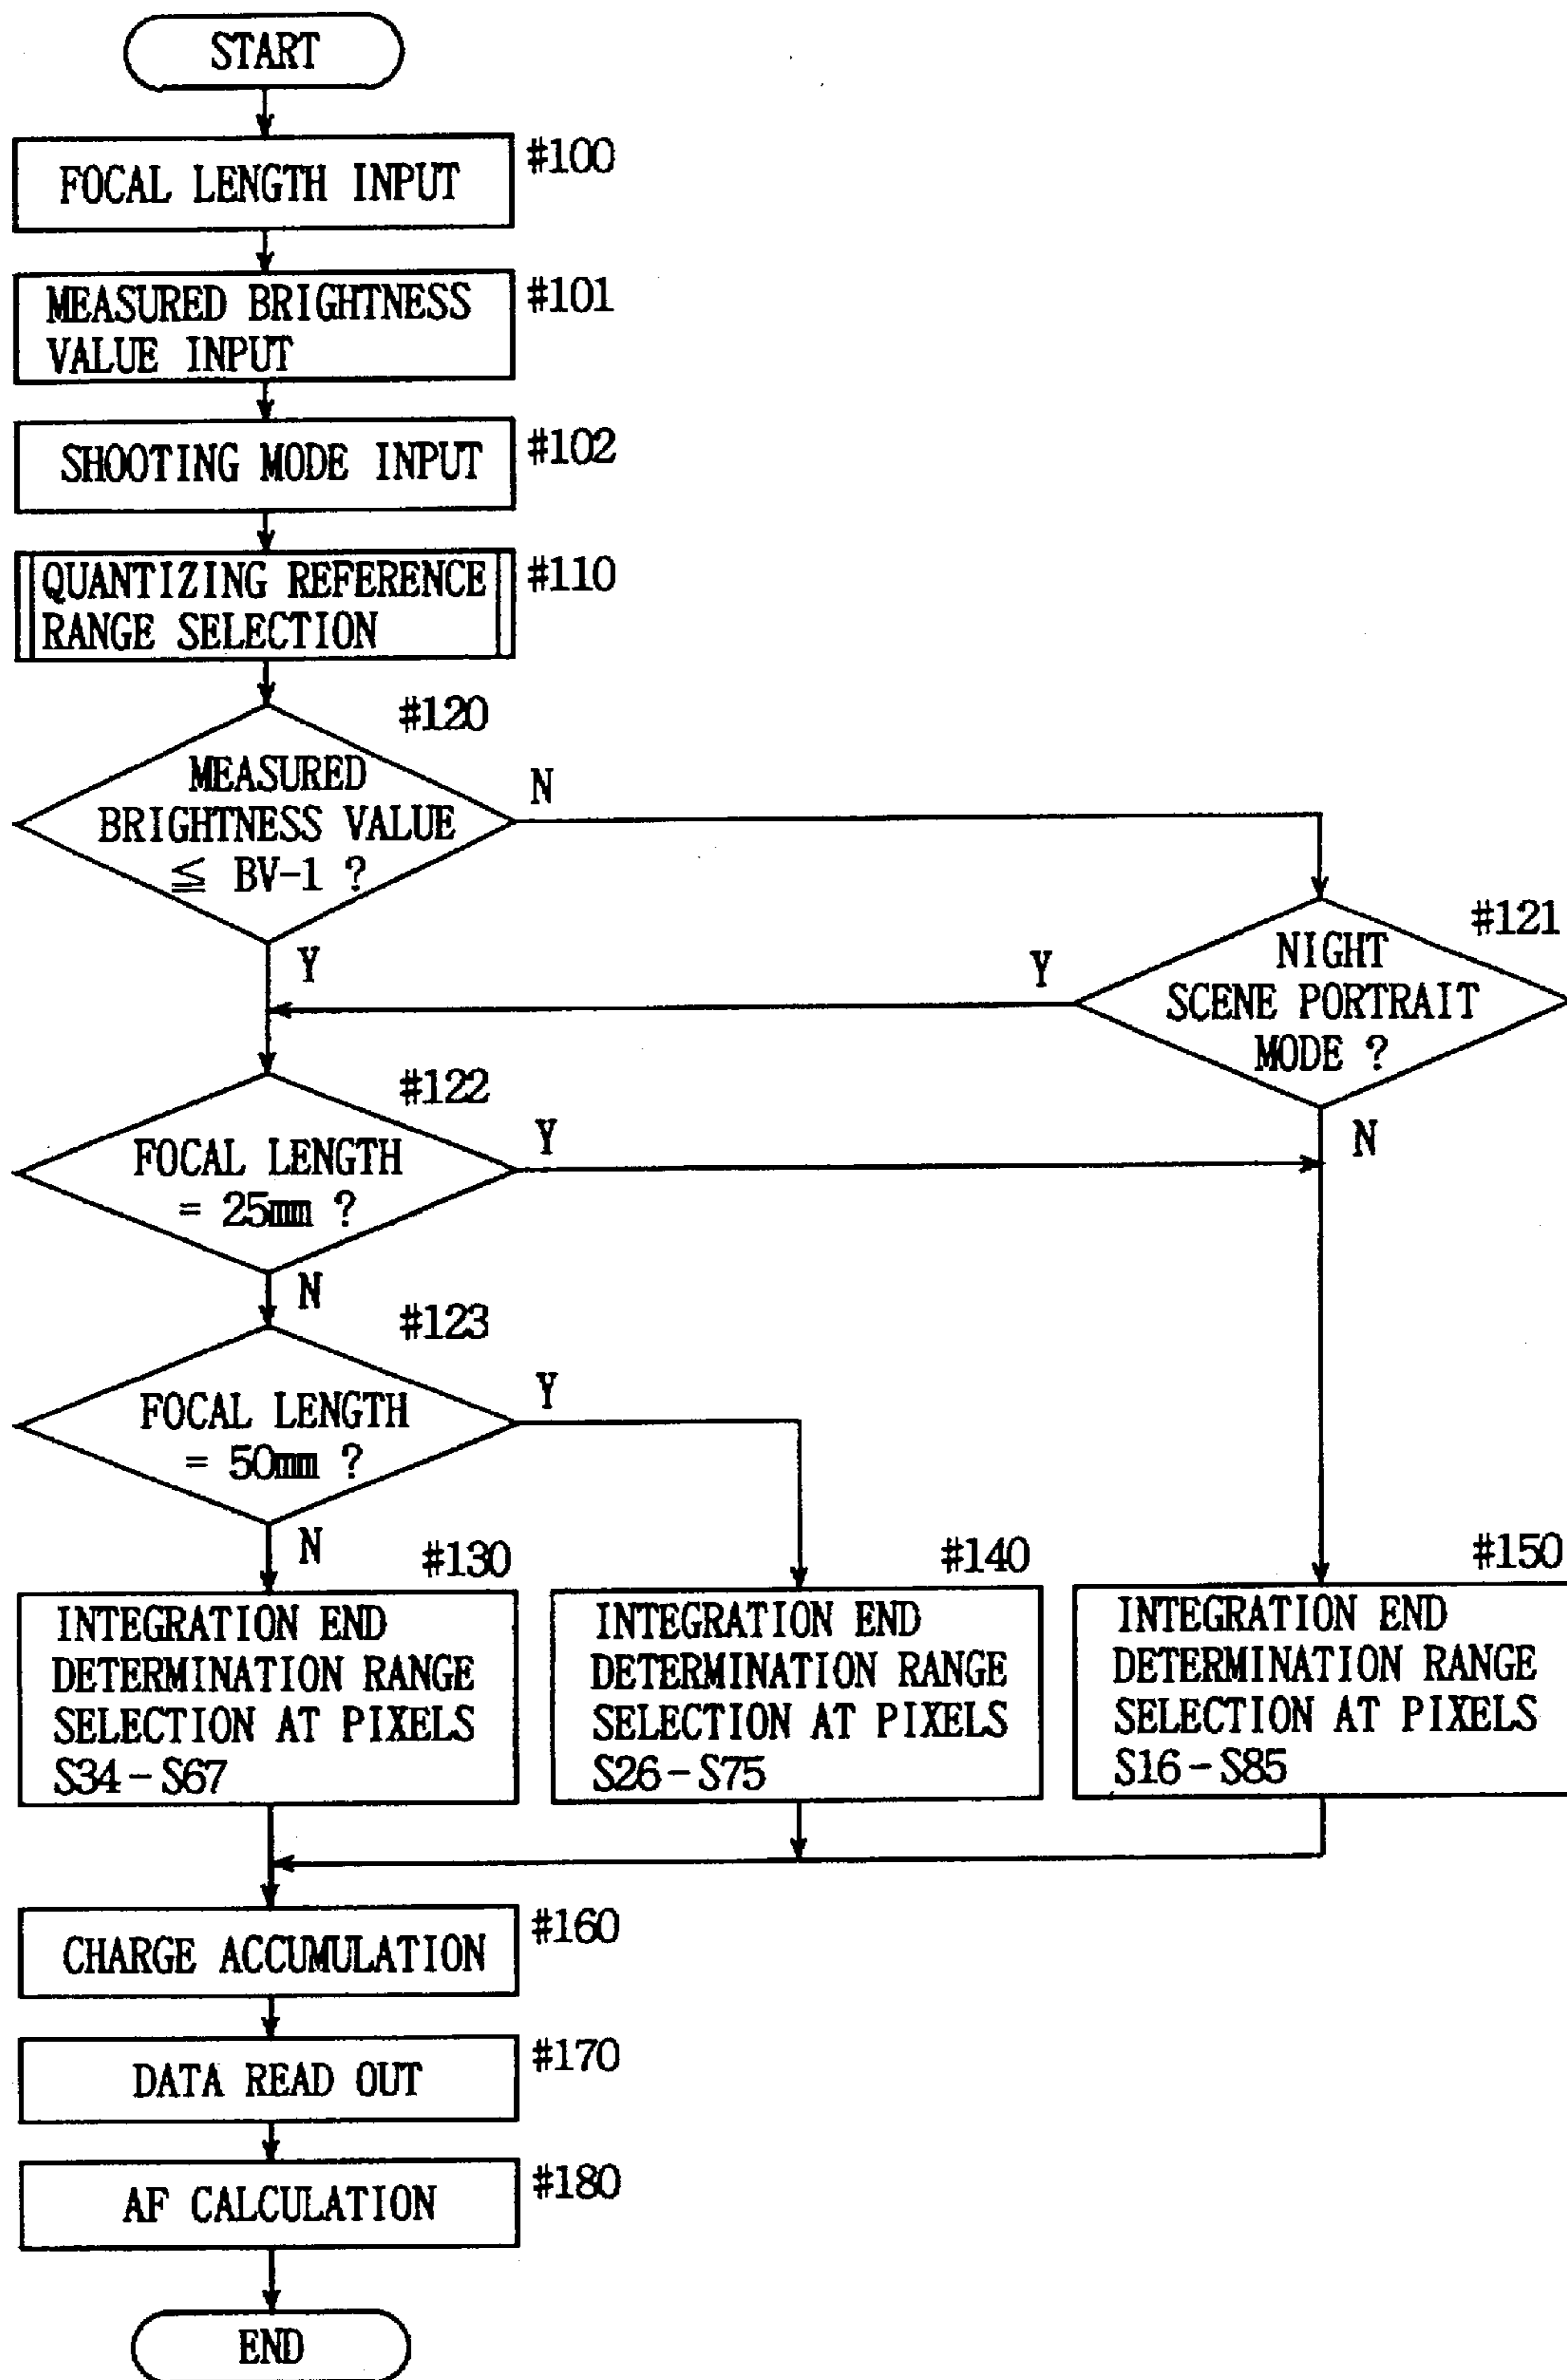 START
FOCAL LENGTH INPUT
#100
MEASURED BRIGHTNESS
VALUE INPUT
#101
SHOOTING MODE INPUT
#102
QUANTIZING REFERENCE
RANGE SELECTION
#110
#120
MEASURED
BRIGHTNESS VALUE
≦ BV-1 ?
N
Y
#121
NIGHT
SCENE PORTRAIT
MODE ?
Y
N
#122
FOCAL LENGTH
= 25mm ?
Y
N
#123
FOCAL LENGTH
= 50mm ?
Y
N
#130
INTEGRATION END
DETERMINATION RANGE
SELECTION AT PIXELS
S34-S67
#140
INTEGRATION END
DETERMINATION RANGE
SELECTION AT PIXELS
S26-S75
#150
INTEGRATION END
DETERMINATION RANGE
SELECTION AT PIXELS
S16-S85
CHARGE ACCUMULATION
#160
DATA READ OUT
#170
AF CALCULATION
#180
END